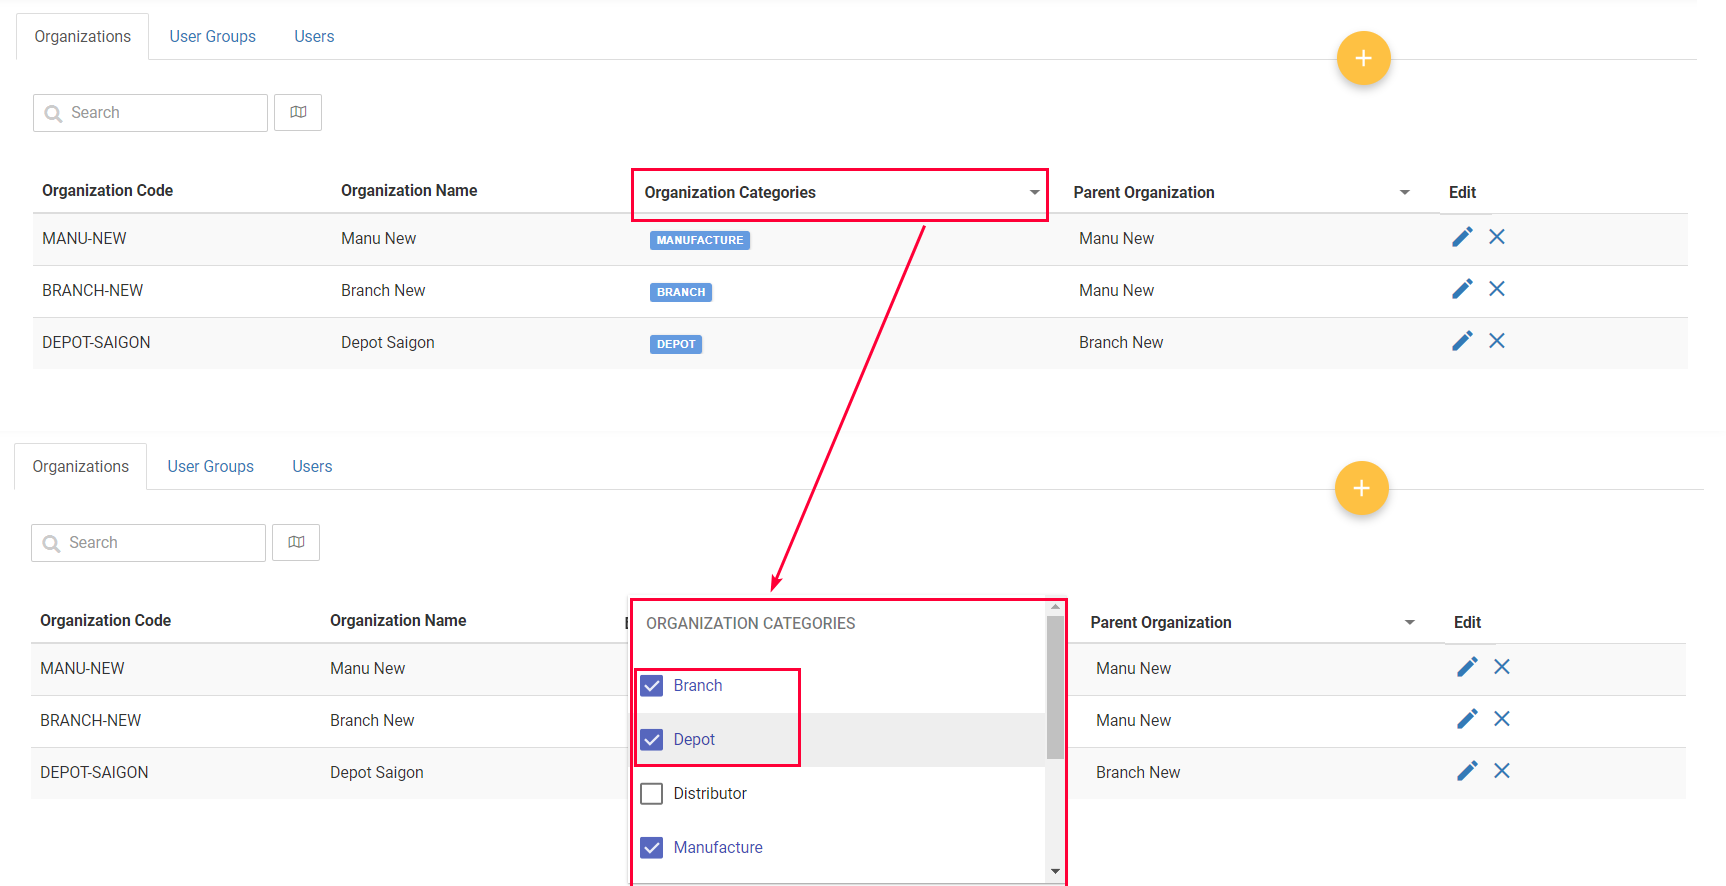 Organizations User Groups Users
+
Search
Organization Code Organization Name Organization Categories Parent Organization Edit
MANU-NEW Manu New MANUFACTURE Manu New
BRANCH-NEW Branch New BRANCH Manu New
DEPOT-SAIGON Depot Saigon DEPOT Branch New
Organizations User Groups Users
+
Search
Organization Code Organization Name ORGANIZATION CATEGORIES Parent Organization Edit
MANU-NEW Manu New Branch Manu New
BRANCH-NEW Branch New Depot Manu New
DEPOT-SAIGON Depot Saigon Distributor Branch New
Manufacture